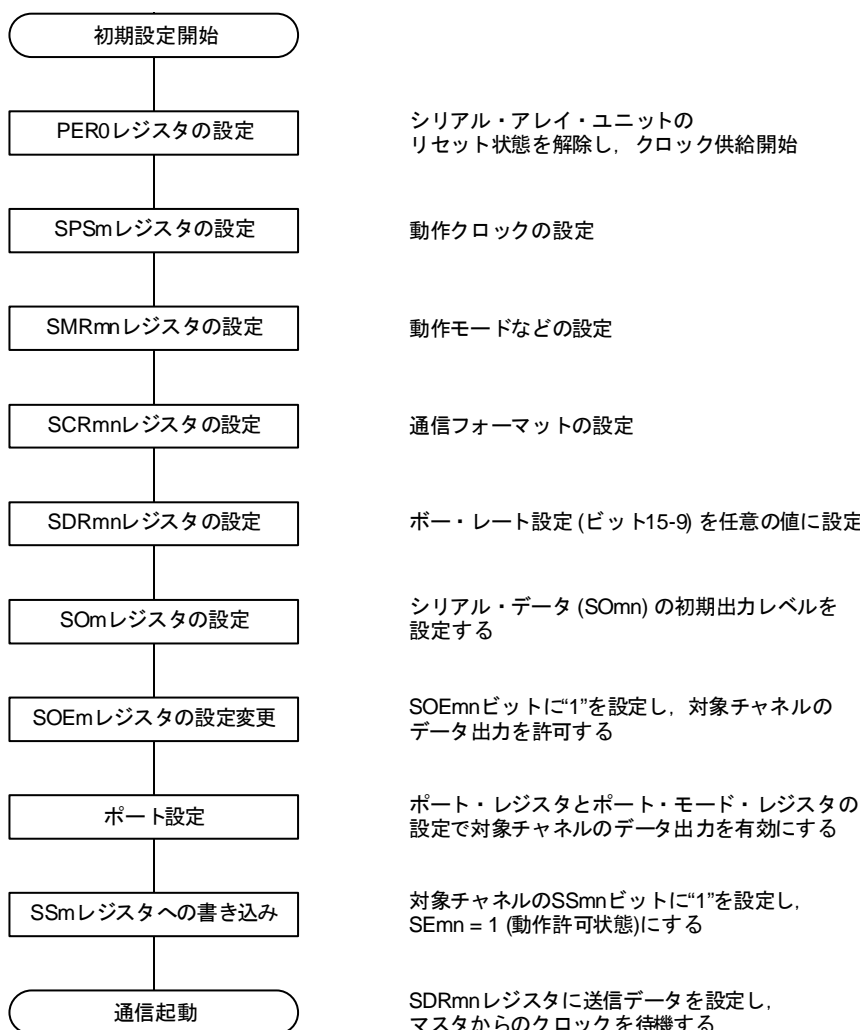 初期設定開始
PER0レジスタの設定
シリアル・アレイ・ユニットの
リセット状態を解除し，クロック供給開始
SPSmレジスタの設定
動作クロックの設定
SMRmnレジスタの設定
動作モードなどの設定
SCRmnレジスタの設定
通信フォーマットの設定
SDRmnレジスタの設定
ボー・レート設定 (ビット15-9) を任意の値に設定
SOmレジスタの設定
シリアル・データ (SOmn) の初期出力レベルを
設定する
SOEmレジスタの設定変更
SOEmnビットに“1”を設定し，対象チャネルの
データ出力を許可する
ポート設定
ポート・レジスタとポート・モード・レジスタの
設定で対象チャネルのデータ出力を有効にする
SSmレジスタへの書き込み
対象チャネルのSSmnビットに“1”を設定し，
SEmn = 1 (動作許可状態)にする
通信起動
SDRmnレジスタに送信データを設定し，
マスタからのクロックを待機する